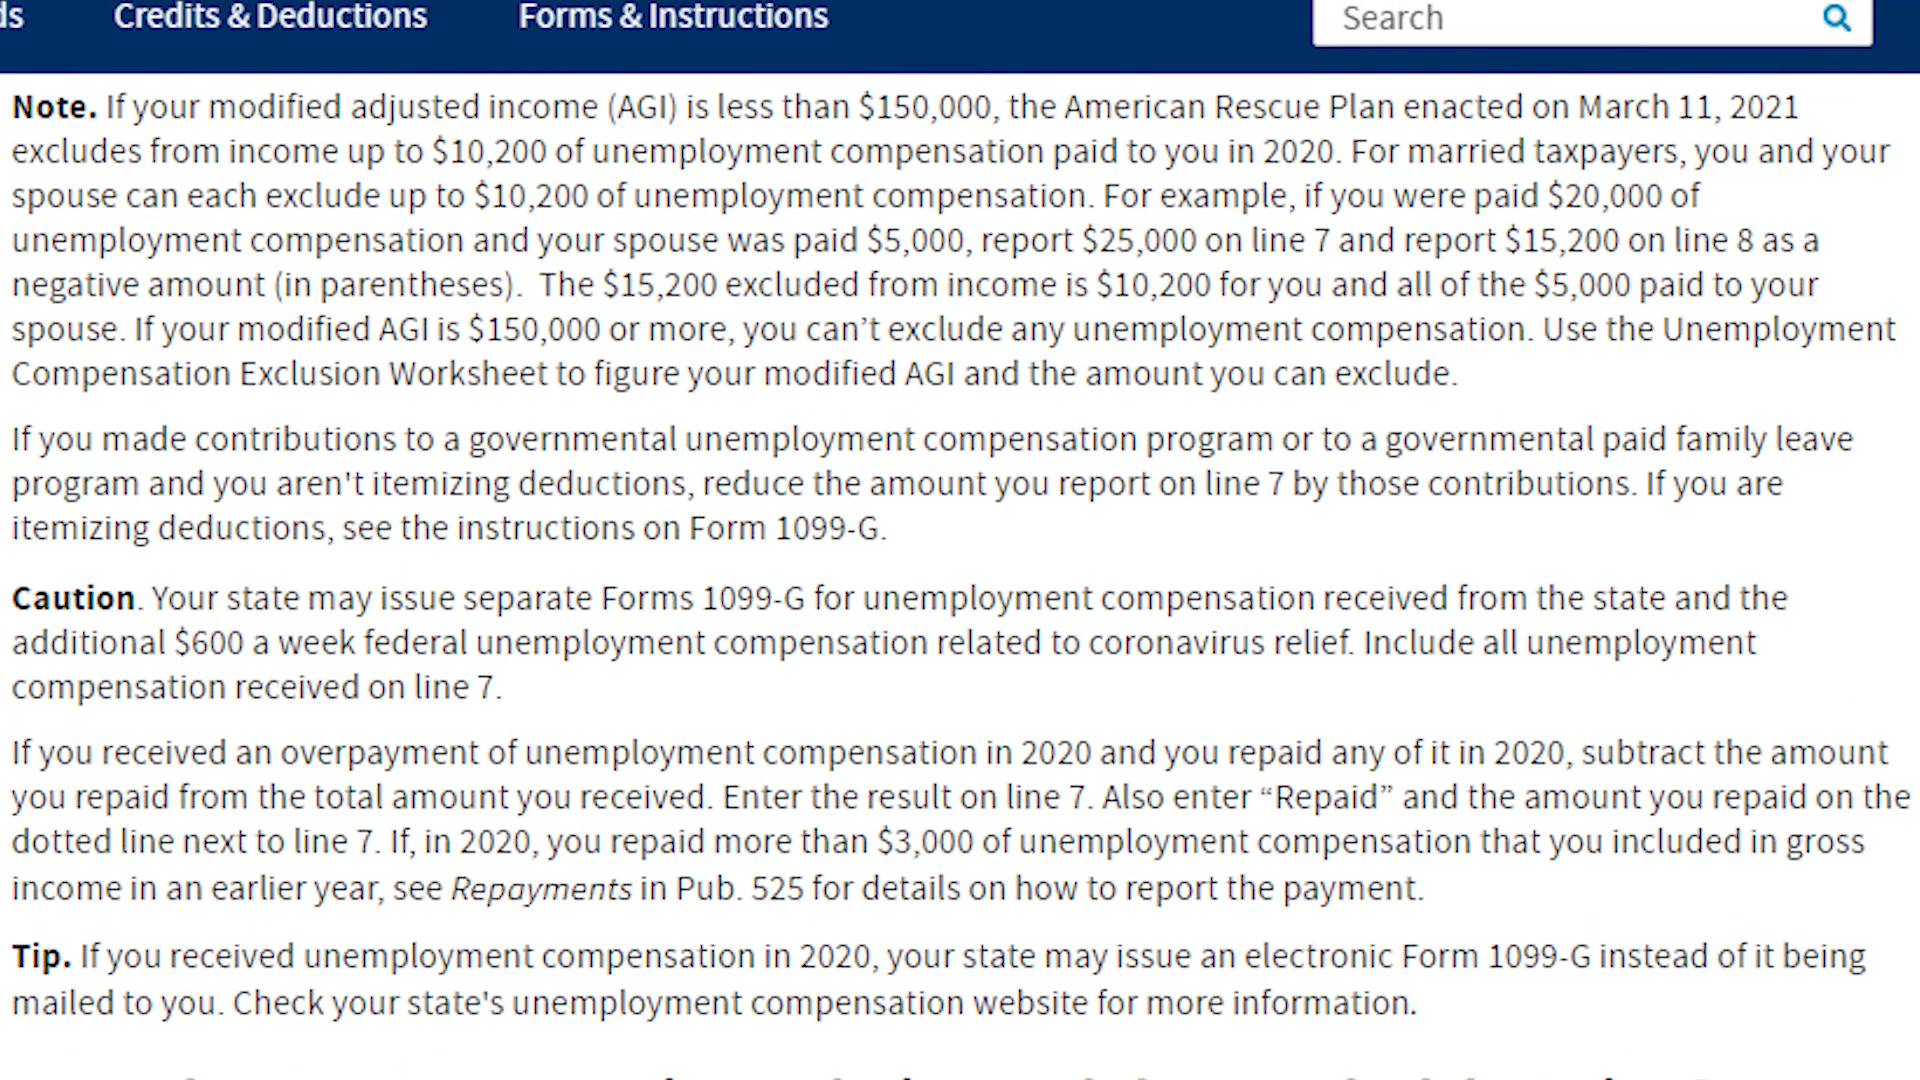 ds Credits & Deductions Forms & Instructions Search
Note. If your modified adjusted income (AGI) is less than $150,000, the American Rescue Plan enacted on March 11, 2021
excludes from income up to $10,200 of unemployment compensation paid to you in 2020. For married taxpayers, you and your
spouse can each exclude up to $10,200 of unemployment compensation. For example, if you were paid $20,000 of
unemployment compensation and your spouse was paid $5,000, report $25,000 on line 7 and report $15,200 on line 8 as a
negative amount (in parentheses).  The $15,200 excluded from income is $10,200 for you and all of the $5,000 paid to your
spouse. If your modified AGI is $150,000 or more, you can’t exclude any unemployment compensation. Use the Unemployment
Compensation Exclusion Worksheet to figure your modified AGI and the amount you can exclude.
If you made contributions to a governmental unemployment compensation program or to a governmental paid family leave
program and you aren't itemizing deductions, reduce the amount you report on line 7 by those contributions. If you are
itemizing deductions, see the instructions on Form 1099-G.
Caution. Your state may issue separate Forms 1099-G for unemployment compensation received from the state and the
additional $600 a week federal unemployment compensation related to coronavirus relief. Include all unemployment
compensation received on line 7.
If you received an overpayment of unemployment compensation in 2020 and you repaid any of it in 2020, subtract the amount
you repaid from the total amount you received. Enter the result on line 7. Also enter “Repaid” and the amount you repaid on the
dotted line next to line 7. If, in 2020, you repaid more than $3,000 of unemployment compensation that you included in gross
income in an earlier year, see Repayments in Pub. 525 for details on how to report the payment.
Tip. If you received unemployment compensation in 2020, your state may issue an electronic Form 1099-G instead of it being
mailed to you. Check your state's unemployment compensation website for more information.